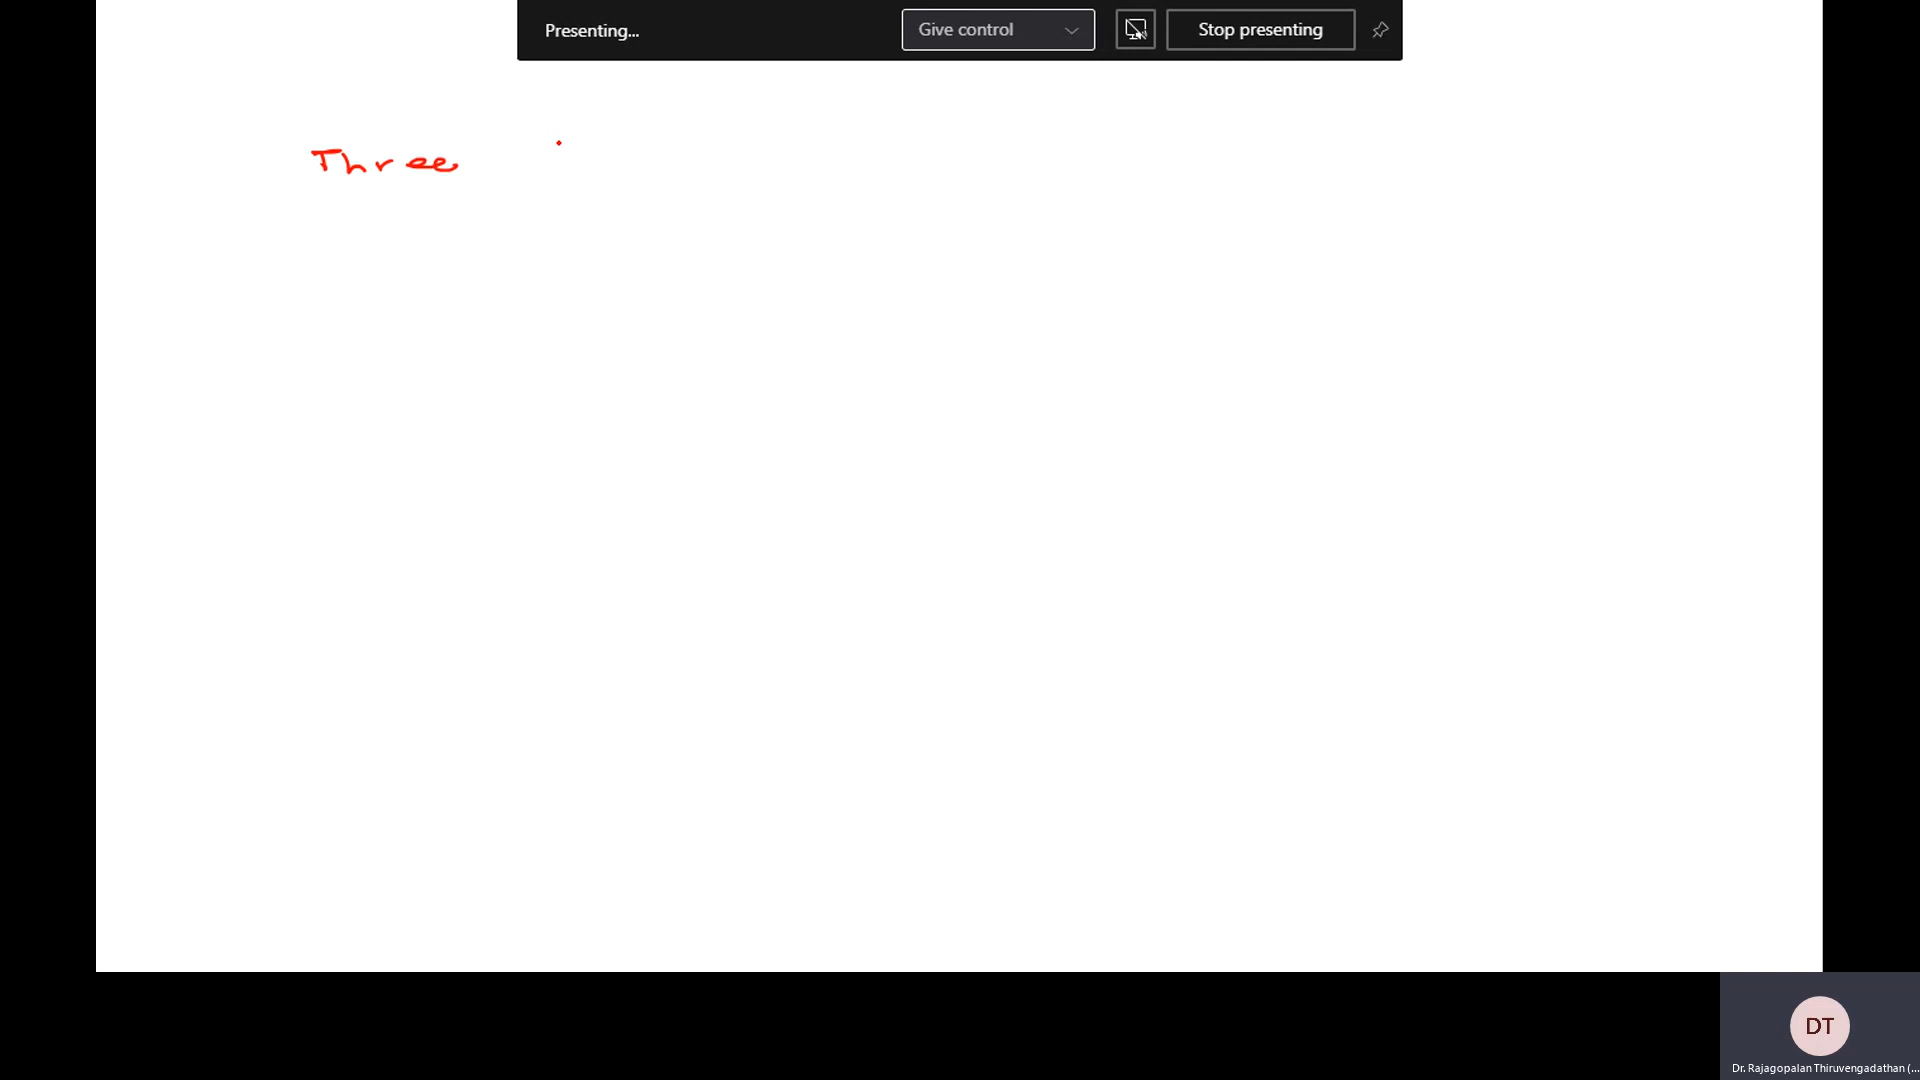 Presenting...
Give control
Stop presenting
Three
DT
Dr. Rajagopalan Thiruvengadathan (...